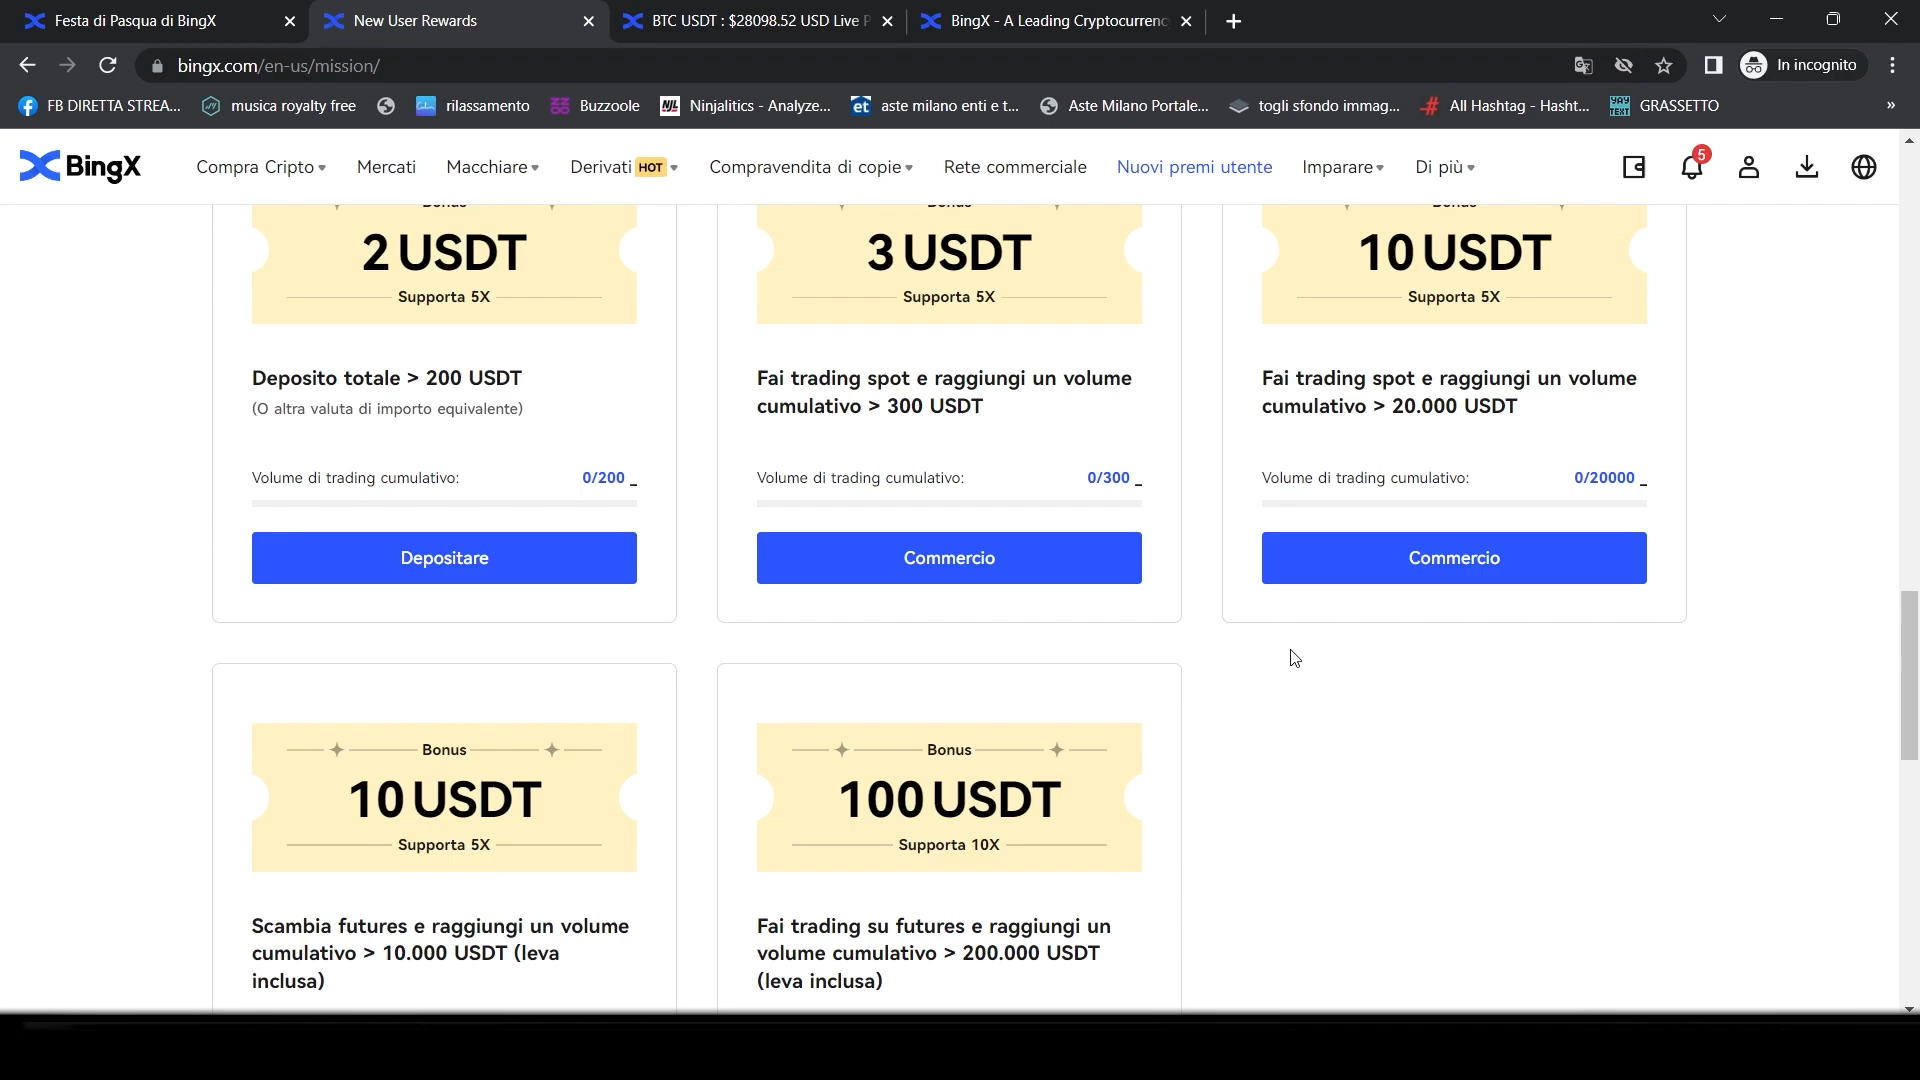 Festa di Pasqua di BingX
New User Rewards
BTC USDT : $28098.52 USD Live P
BingX - A Leading Cryptocurrenc
bingx.com/en-us/mission/
In incognito
FB DIRETTA STREA...
musica royalty free
rilassamento
Buzzoole
NJL Ninjalitics - Analyze...
et aste milano enti e t...
Aste Milano Portale...
togli sfondo immag...
# All Hashtag - Hasht...
YAY TEXT GRASSETTO
»
BingX
Compra Cripto
Mercati
Macchiare
Derivati HOT
Compravendita di copie
Rete commerciale
Nuovi premi utente
Imparare
Di più
5
2 USDT
Supporta 5X
Deposito totale > 200 USDT
(O altra valuta di importo equivalente)
Volume di trading cumulativo: 0/200 _
Depositare
3 USDT
Supporta 5X
Fai trading spot e raggiungi un volume
cumulativo > 300 USDT
Volume di trading cumulativo: 0/300 _
Commercio
10 USDT
Supporta 5X
Fai trading spot e raggiungi un volume
cumulativo > 20.000 USDT
Volume di trading cumulativo: 0/20000 _
Commercio
Bonus
10 USDT
Supporta 5X
Scambia futures e raggiungi un volume
cumulativo > 10.000 USDT (leva
inclusa)
Bonus
100 USDT
Supporta 10X
Fai trading su futures e raggiungi un
volume cumulativo > 200.000 USDT
(leva inclusa)